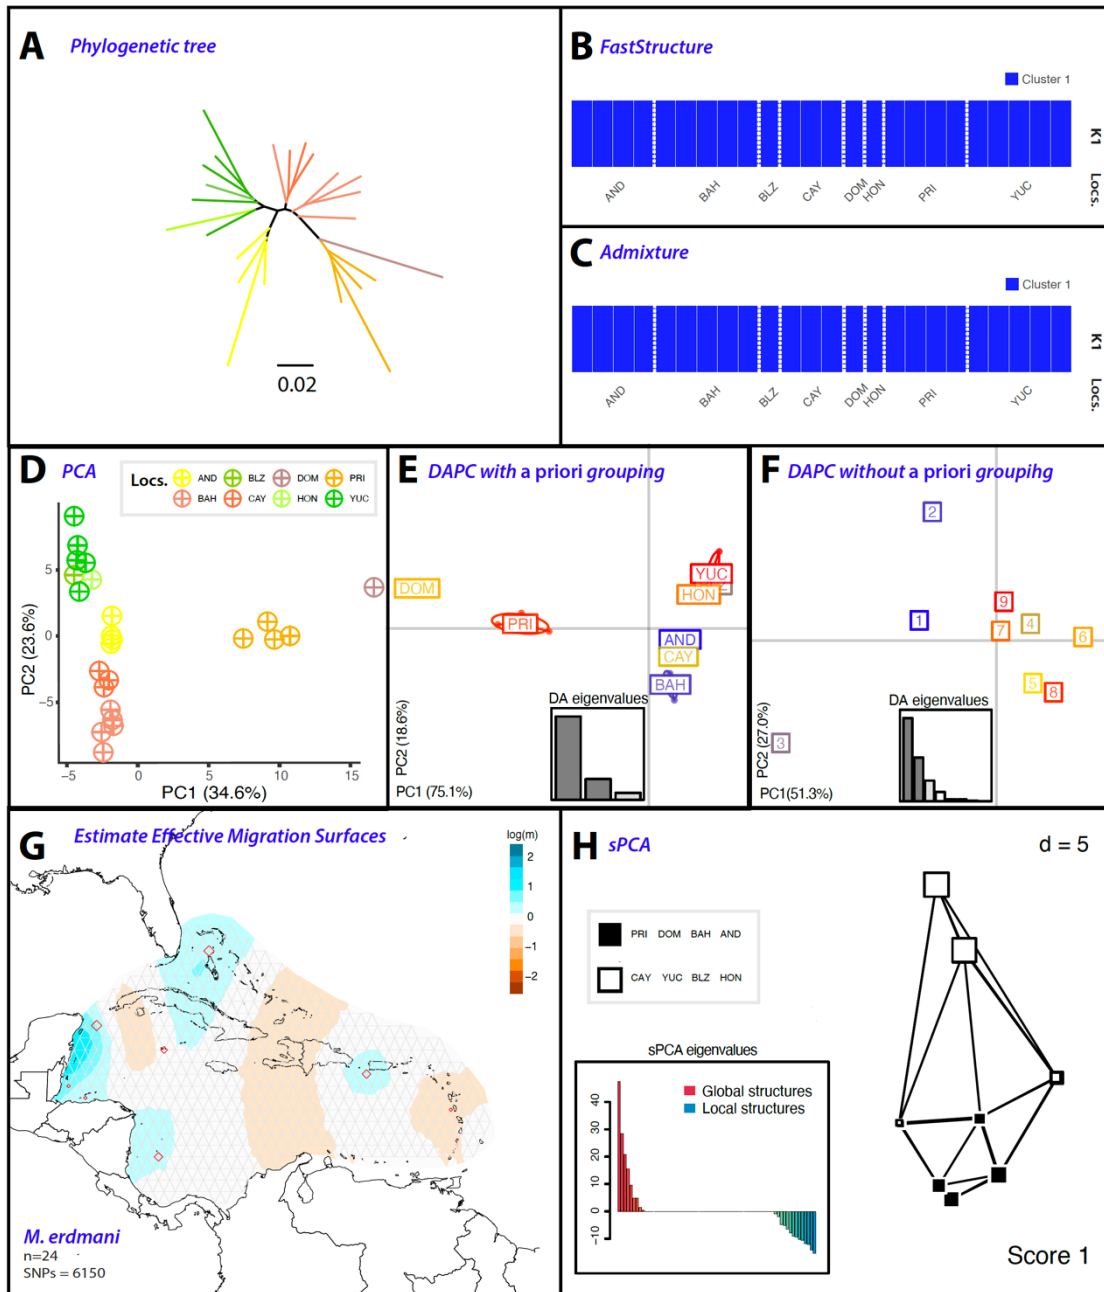 A Phylogenetic tree
0.02
B FastStructure
Cluster 1
K1
AND BAH BLZ CAY DOM HON PRI YUC Locs.
C Admixture
Cluster 1
K1
AND BAH BLZ CAY DOM HON PRI YUC Locs.
D PCA
Locs. AND BLZ DOM PRI
BAH CAY HON YUC
5
0
−5
PC2 (23.6%)
−5 0 5 10 15
PC1 (34.6%)
E DAPC with a priori grouping
YUC
DOM
HON
PRI
AND
CAY
BAH
DA eigenvalues
PC2 (18.6%)
PC1 (75.1%)
F DAPC without a priori groupihg
2
9
1
4
7
6
5
8
3
DA eigenvalues
PC2 (27.0%)
PC1(51.3%)
G Estimate Effective Migration Surfaces
log(m)
2
1
0
−1
−2
M. erdmani
n=24
SNPs = 6150
H sPCA
d = 5
PRI DOM BAH AND
CAY YUC BLZ HON
sPCA eigenvalues
Global structures
Local structures
40
30
20
10
0
−10
Score 1